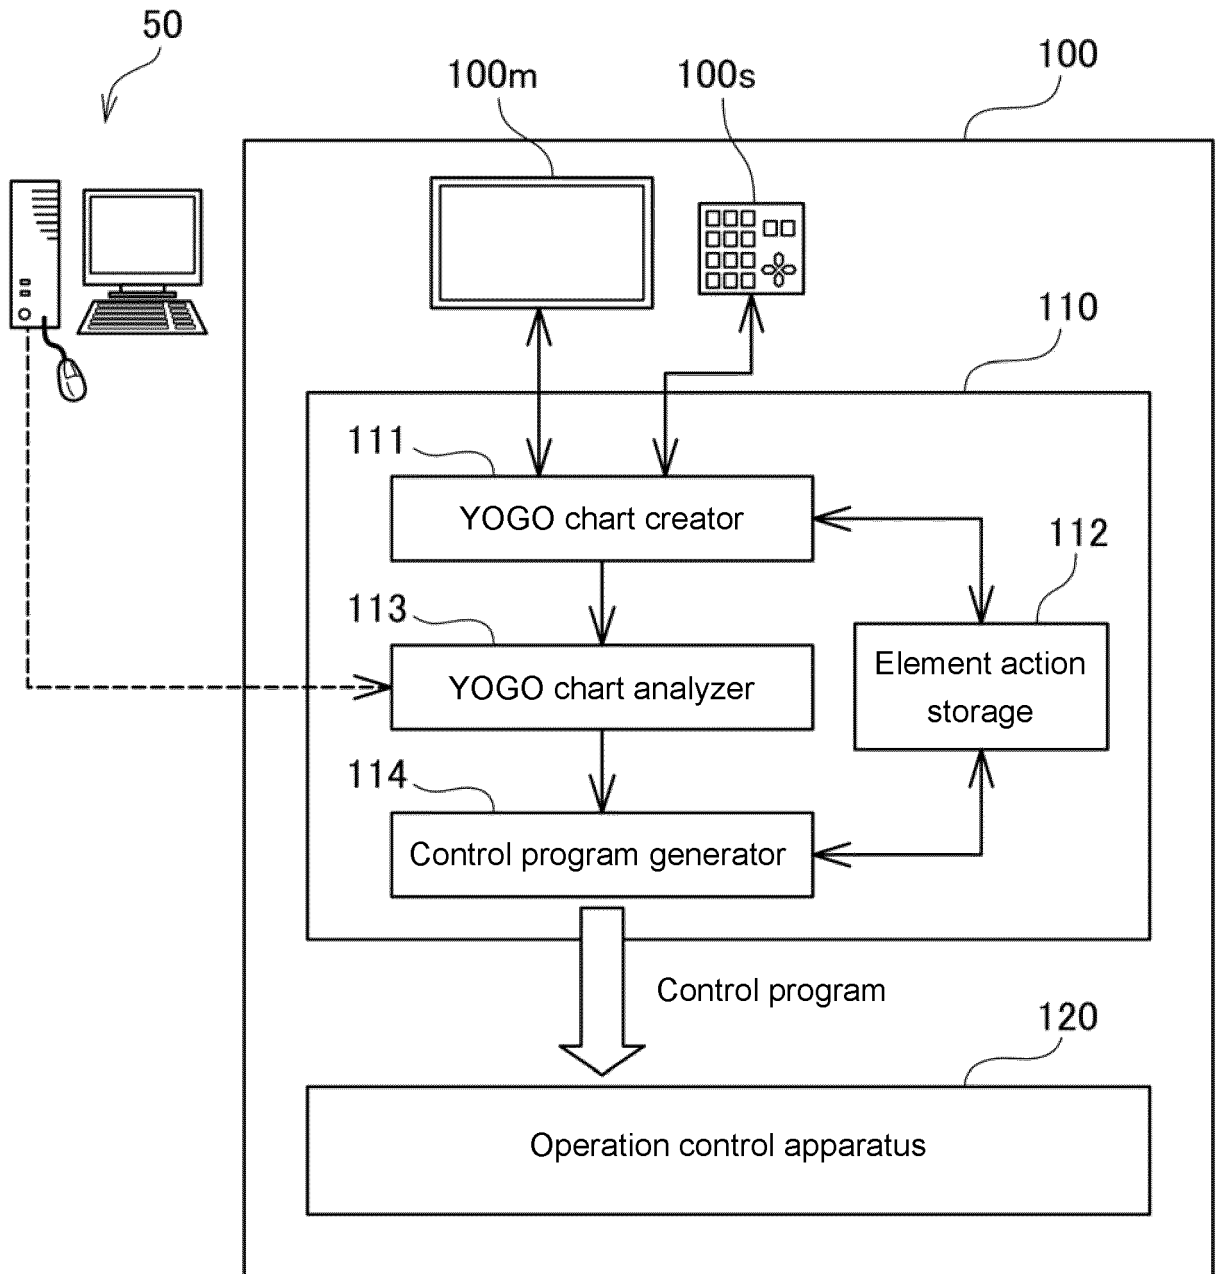 50
100m
100s
100
110
111
YOGO chart creator
112
113
Element action
storage
YOGO chart analyzer
114
Control program generator
Control program
120
Operation control apparatus